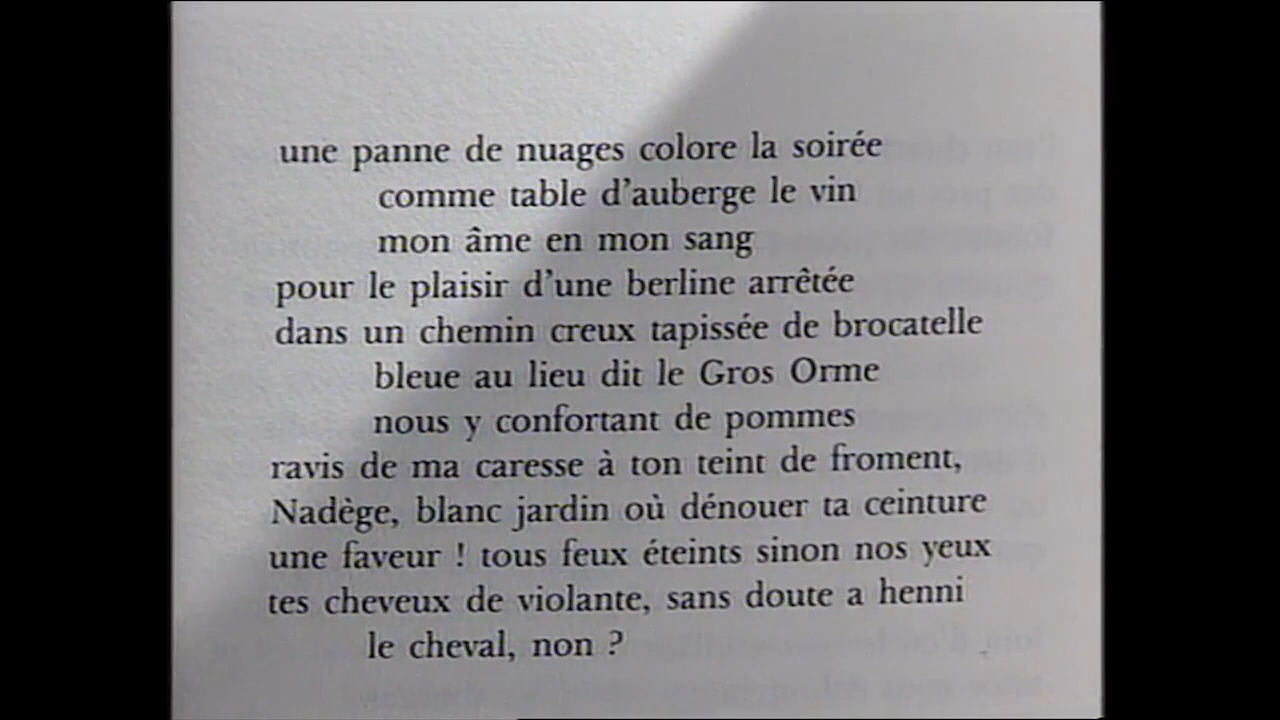 une panne de nuages colore la soirée
comme table d'auberge le vin
mon âme en mon sang
pour le plaisir d'une berline arrêtée
dans un chemin creux tapissée de brocatelle
bleue au lieu dit le Gros Orme
nous y confortant de pommes
ravis de ma caresse à ton teint de froment,
Nadège, blanc jardin où dénouer ta ceinture
une faveur ! tous feux éteints sinon nos yeux
tes cheveux de violante, sans doute a henni
le cheval, non ?